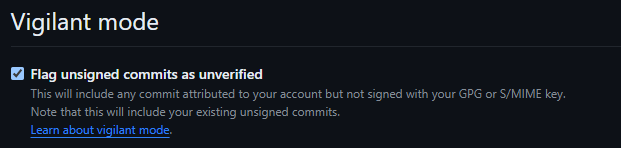 Vigilant mode
Flag unsigned commits as unverified
This will include any commit attributed to your account but not signed with your GPG or S/MIME key.
Note that this will include your existing unsigned commits.
Learn about vigilant mode.